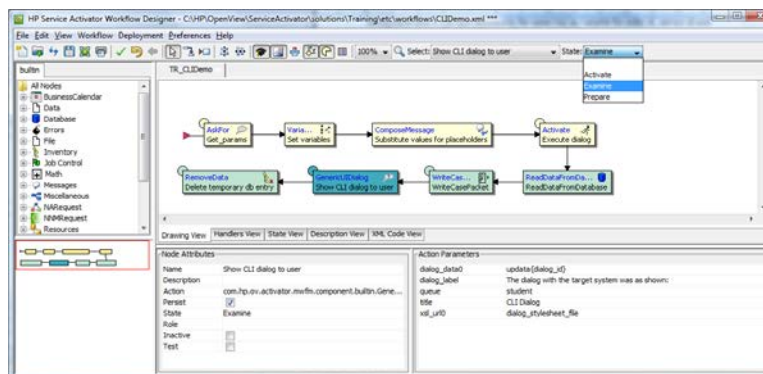 HP Service Activator Workflow Designer - C:\HP\OpenView\ServiceActivator\solutions\Training\etc\workflows\CLIDemo.xml ***
File Edit View Workflow Deployment Preferences Help
100% Select: Show CLI dialog to user State: Examine
Activate
Examine
Prepare
builtin
TR_CLIDemo
All Nodes
BusinessCalendar
Data
Database
Errors
File
Inventory
Job Control
Math
Messages
Miscellaneous
NARequest
NNMRequest
Resources
AskFor
Get_params
Varia...
Set variables
ComposeMessage
Substitute values for placeholders
Activate
Execute dialog
RemoveData
Delete temporary db entry
GenericUIDialog
Show CLI dialog to user
WriteCas...
WriteCasePacket
ReadDataFromDa...
ReadDataFromDatabase
Drawing View Handlers View State View Description View XML Code View
Node Attributes
Name Show CLI dialog to user
Description
Action com.hp.ov.activator.mwfm.component.builtin.Gene...
Persist
State Examine
Role
Inactive
Test
Action Parameters
dialog_data0 updata{dialog_id}
dialog_label The dialog with the target system was as shown:
queue student
title CLI Dialog
xsl_url0 dialog_stylesheet_file